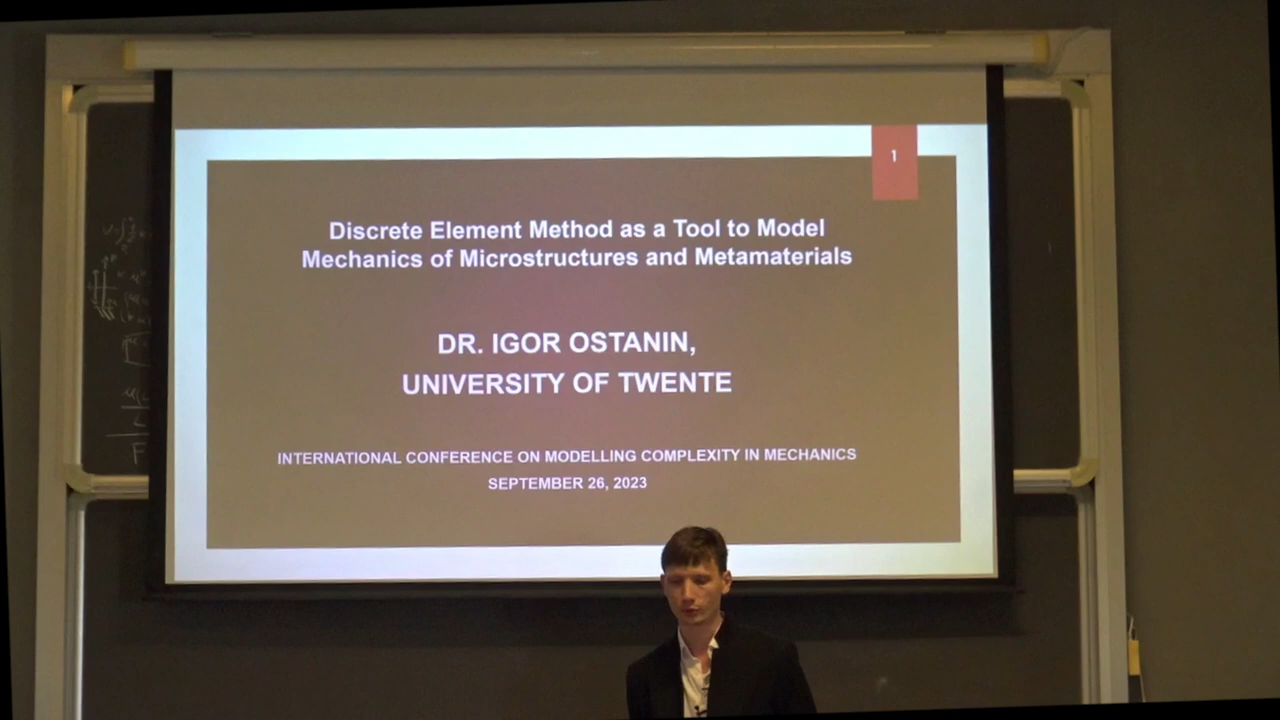 1
Discrete Element Method as a Tool to Model
Mechanics of Microstructures and Metamaterials
DR. IGOR OSTANIN,
UNIVERSITY OF TWENTE
INTERNATIONAL CONFERENCE ON MODELLING COMPLEXITY IN MECHANICS
SEPTEMBER 26, 2023